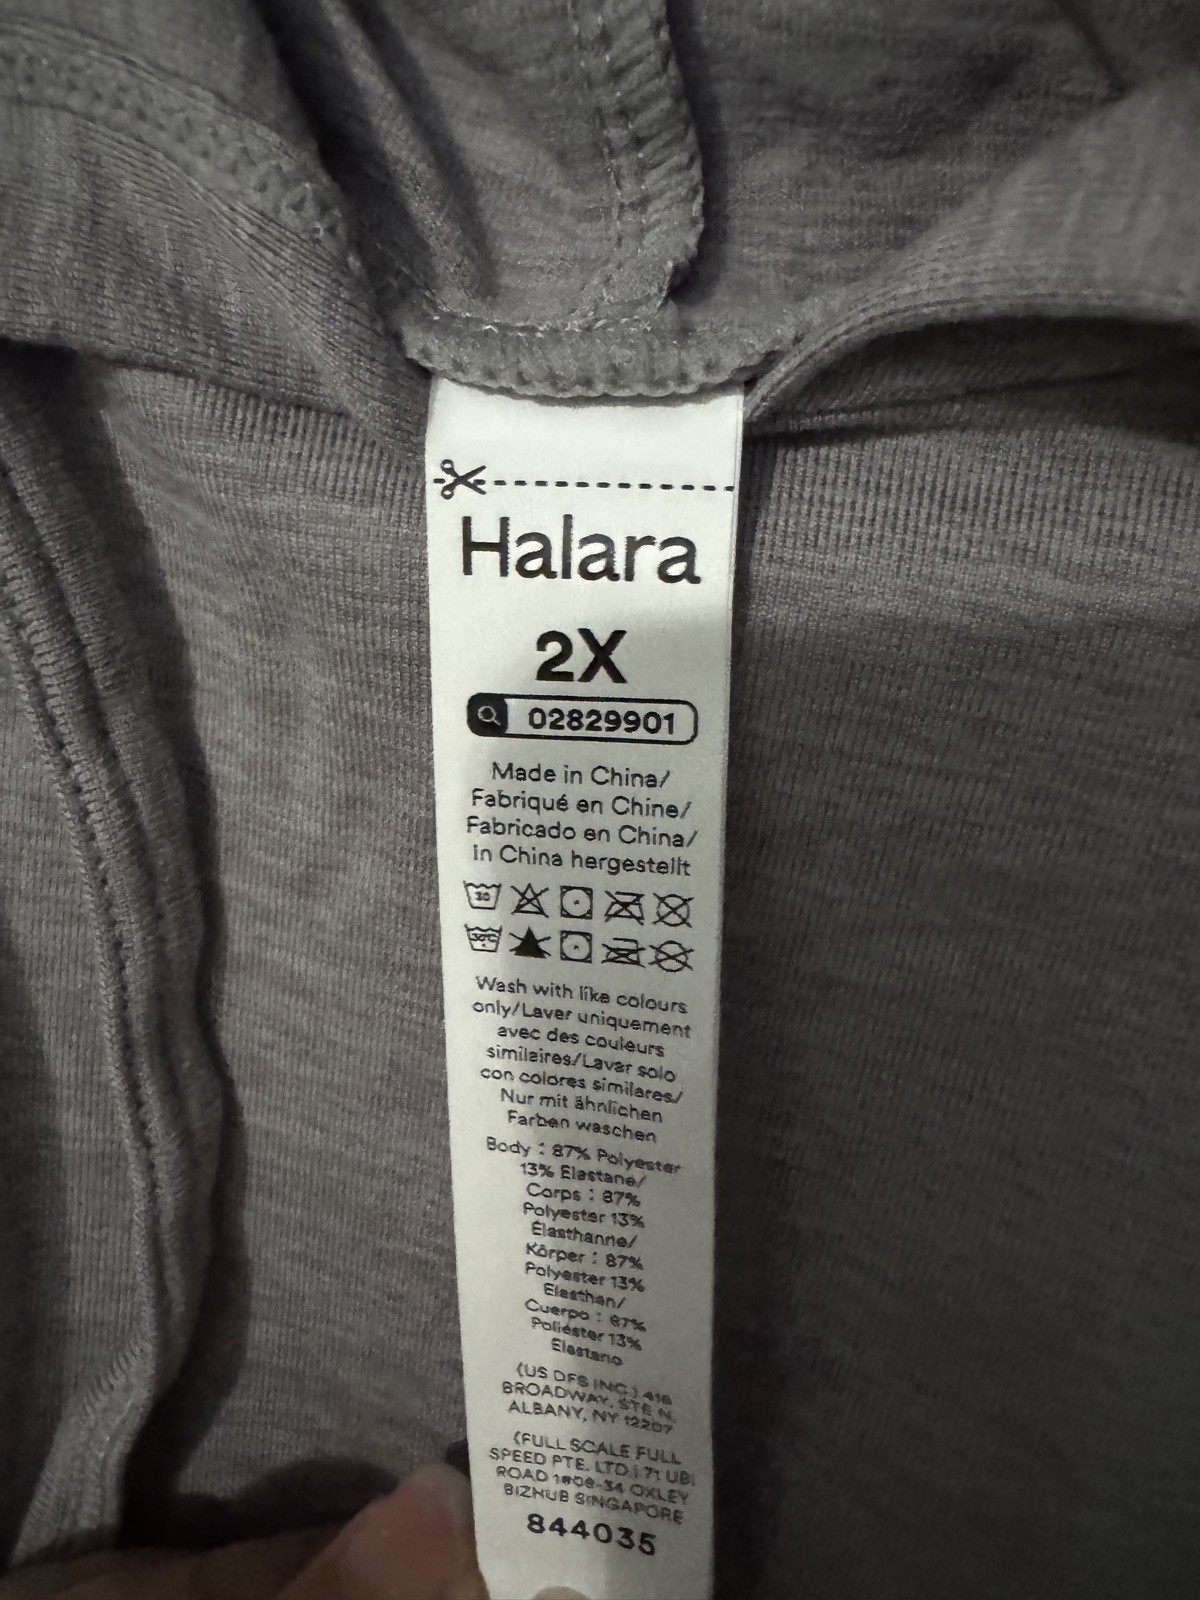 Halara
2X
02829901
Made in China/
Fabriqué en Chine/
Fabricado en China/
in China hergestellt
30
30°C
Wash with like colours
only/Laver uniquement
avec des couleurs
similaires/Lavar solo
con colores similares/
Nur mit ähnlichen
Farben waschen
Body : 87% Polyester
13% Elastane/
Corps : 87%
Polyester 13%
Élasthanne/
Körper : 87%
Polyester 13%
Elasthan/
Cuerpo : 87%
Poliéster 13%
Elastano
(US DFS INC.) 418
BROADWAY, STE N,
ALBANY, NY 12207
(FULL SCALE FULL
SPEED PTE. LTD.) 71 UBI
ROAD 1#08-34 OXLEY
BIZHUB SINGAPORE
844035